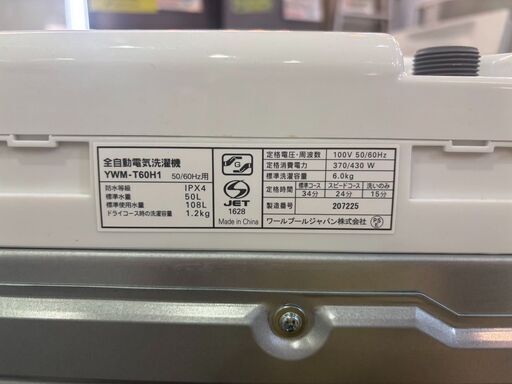 全自動電気洗濯機
YWM-T60H1 50/60Hz用
防水等級 IPX4
標準水量 50L
標準使用水量 108L
ドライコース時の洗濯容量 1.2kg
G
S
JET
1628
Made in China
定格電圧・周波数 100V 50/60Hz
定格消費電力 370/430 W
標準洗濯容量 6.0kg
定格時間 標準コース スピードコース 洗いのみ
34分 24分 15分
製造番号 207225
ワールプールジャパン株式会社 PSE